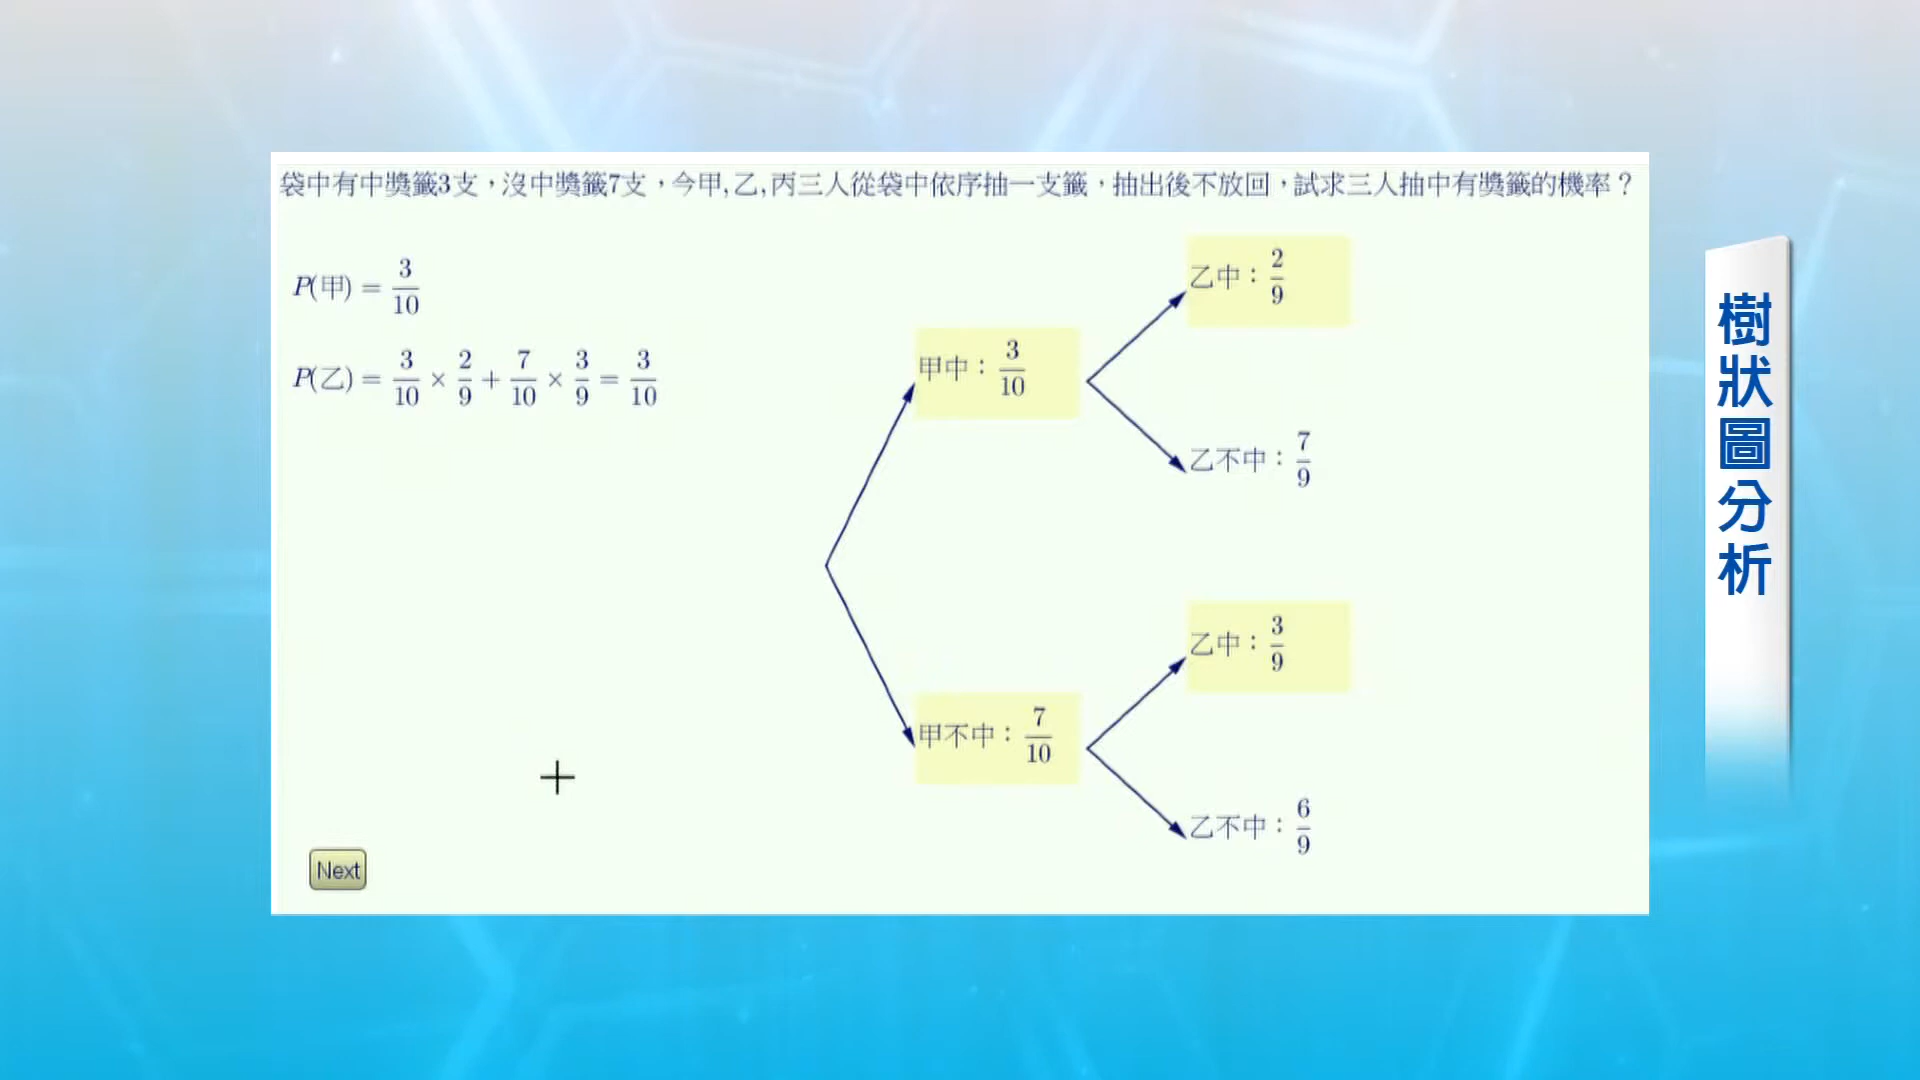 袋中有中獎籤3支，沒中獎籤7支，今甲,乙,丙三人從袋中依序抽一支籤，抽出後不放回，試求三人抽中有獎籤的機率？
P(甲) = 3/10
P(乙) = 3/10 × 2/9 + 7/10 × 3/9 = 3/10
甲中：3/10
乙中：2/9
乙不中：7/9
甲不中：7/10
乙中：3/9
乙不中：6/9
Next
樹狀圖分析